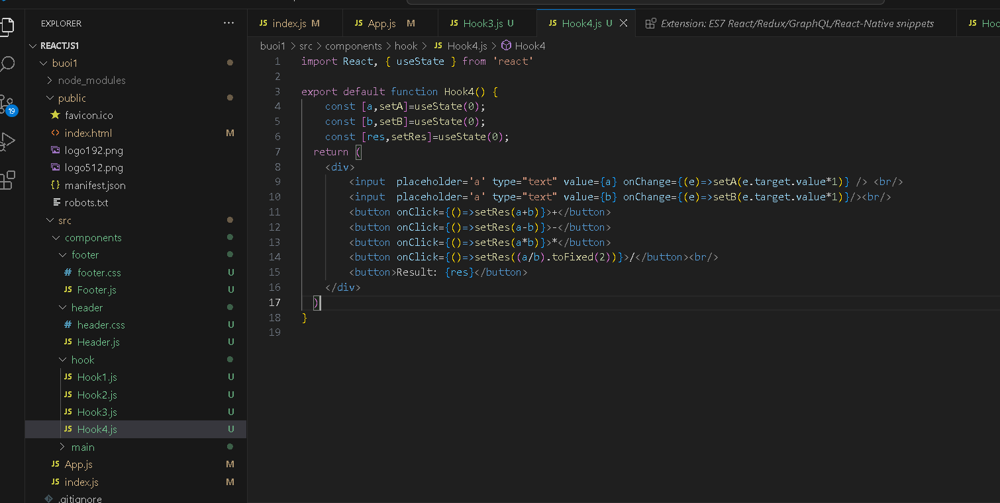 EXPLORER ...
REACTJS1
buoi1
node_modules
public
favicon.ico
index.html M
logo192.png
logo512.png
manifest.json
robots.txt
src
components
footer
# footer.css U
JS Footer.js U
header
# header.css U
JS Header.js U
hook
JS Hook1.js U
JS Hook2.js U
JS Hook3.js U
JS Hook4.js U
main
JS App.js M
JS index.js M
.gitignore
19
JS index.js M
JS App.js M
JS Hook3.js U
JS Hook4.js U
Extension: ES7 React/Redux/GraphQL/React-Native snippets
JS Hoo
buoi1 > src > components > hook > JS Hook4.js > Hook4
1 import React, { useState } from 'react'
2
3 export default function Hook4() {
4 const [a,setA]=useState(0);
5 const [b,setB]=useState(0);
6 const [res,setRes]=useState(0);
7 return (
8 <div>
9 <input  placeholder='a' type="text" value={a} onChange={(e)=>setA(e.target.value*1)} /> <br/>
10 <input  placeholder='a' type="text" value={b} onChange={(e)=>setB(e.target.value*1)}/><br/>
11 <button onClick={()=>setRes(a+b)}>+</button>
12 <button onClick={()=>setRes(a-b)}>-</button>
13 <button onClick={()=>setRes(a*b)}>*</button>
14 <button onClick={()=>setRes((a/b).toFixed(2))}>/</button><br/>
15 <button>Result: {res}</button>
16 </div>
17 )
18 }
19